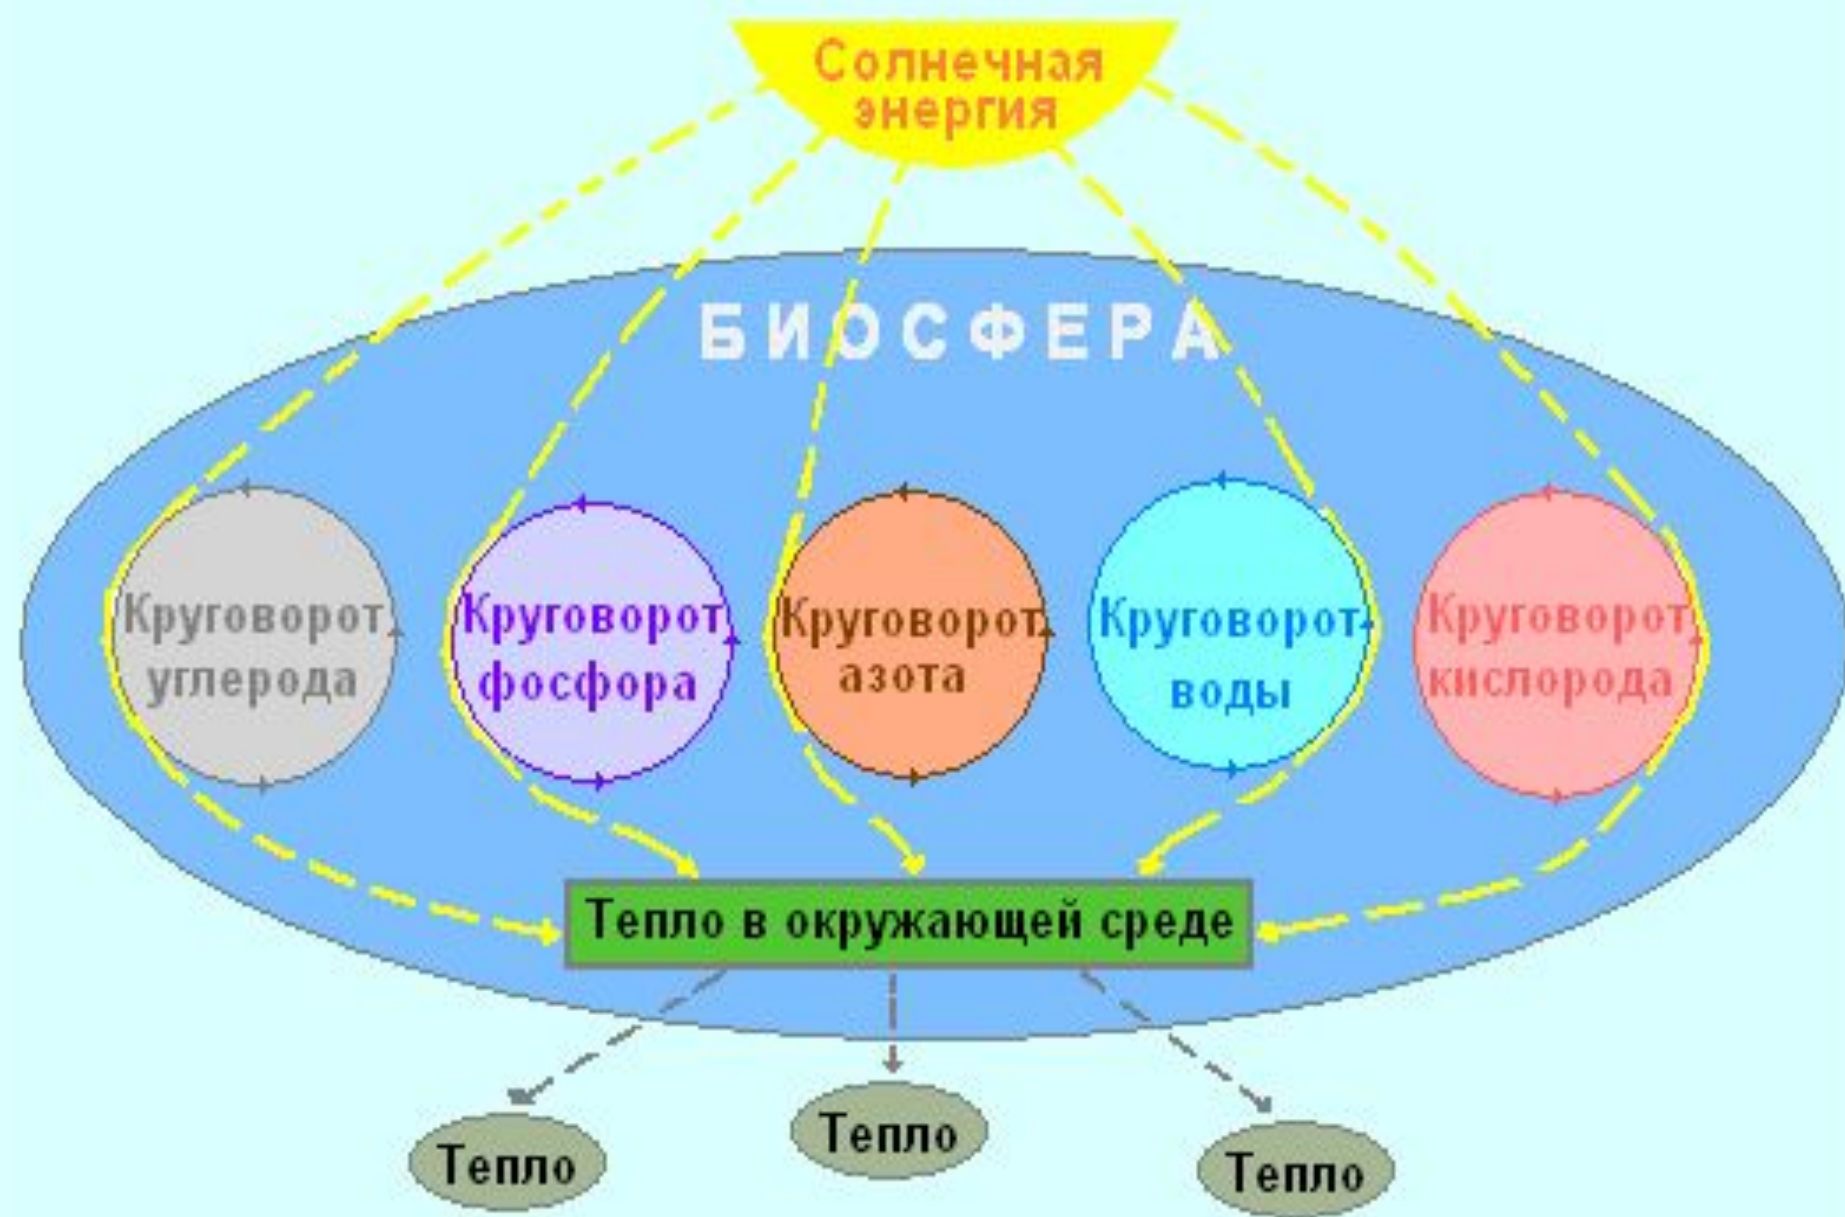 Солнечная
энергия
БИОСФЕРА
Круговорот
углерода
Круговорот
фосфора
Круговорот
азота
Круговорот
воды
Круговорот
кислорода
Тепло в окружающей среде
Тепло
Тепло
Тепло